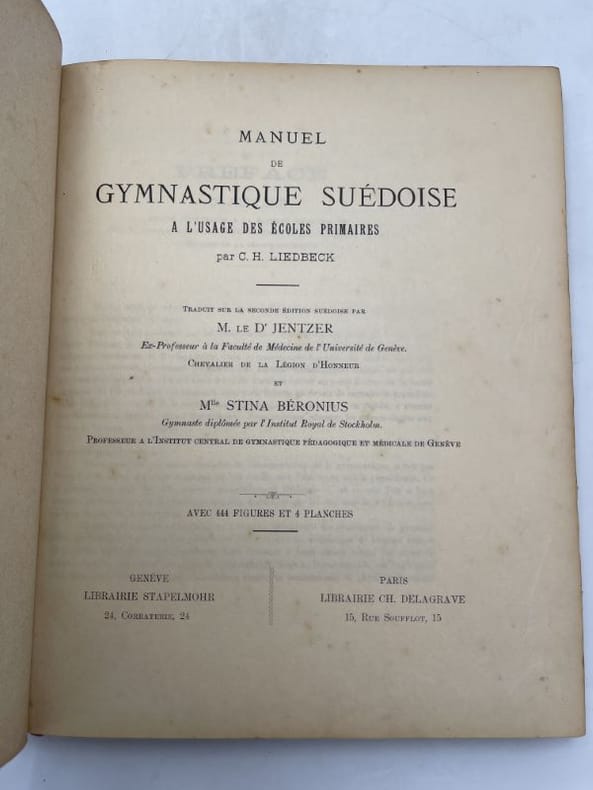 MANUEL
DE
GYMNASTIQUE SUÉDOISE
A L'USAGE DES ÉCOLES PRIMAIRES
par C. H. LIEDBECK
TRADUIT SUR LA SECONDE ÉDITION SUÉDOISE PAR
M. LE Dr JENTZER
Ex-Professeur à la Faculté de Médecine de l'Université de Genève.
CHEVALIER DE LA LÉGION D'HONNEUR
ET
Mlle STINA BÉRONIUS
Gymnaste diplômée par l'Institut Royal de Stockholm.
PROFESSEUR A L'INSTITUT CENTRAL DE GYMNASTIQUE PÉDAGOGIQUE ET MÉDICALE DE GENÈVE
AVEC 444 FIGURES ET 4 PLANCHES
GENÈVE
LIBRAIRIE STAPELMOHR
24, CORRATERIE, 24
PARIS
LIBRAIRIE CH. DELAGRAVE
15, RUE SOUFFLOT, 15